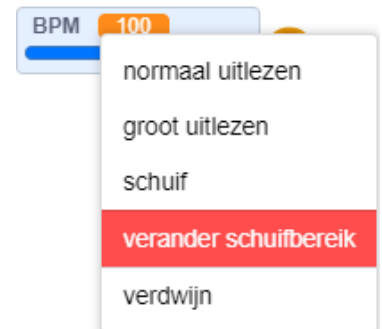 BPM 100
normaal uitlezen
groot uitlezen
schuif
verander schuifbereik
verdwijn